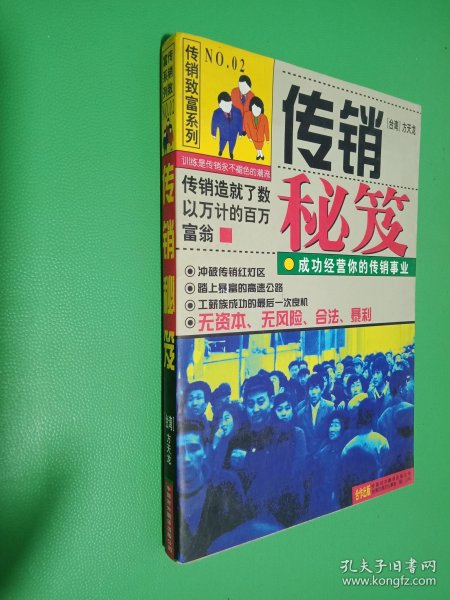 传销致富系列
NO.02
传销
[台湾]方天龙
秘笈
训练是传销永不褪色的潮流
传销造就了数
以万计的百万
富翁
成功经营你的传销事业
冲破传销红灯区
踏上暴富的高速公路
工薪族成功的最后一次良机
无资本、无风险、合法、暴利
传销秘笈
方天龙
孔夫子旧书网
www.kongfz.com